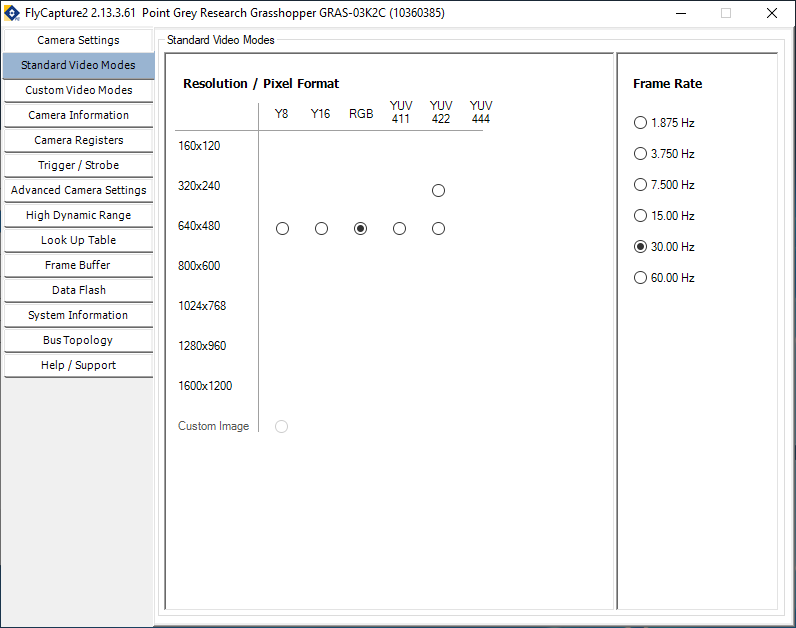 FlyCapture2 2.13.3.61 Point Grey Research Grasshopper GRAS-03K2C (10360385)
Camera Settings
Standard Video Modes
Custom Video Modes
Camera Information
Camera Registers
Trigger / Strobe
Advanced Camera Settings
High Dynamic Range
Look Up Table
Frame Buffer
Data Flash
System Information
Bus Topology
Help / Support
Standard Video Modes
Resolution / Pixel Format
Y8 Y16 RGB YUV 411 YUV 422 YUV 444
160x120
320x240
640x480
800x600
1024x768
1280x960
1600x1200
Custom Image
Frame Rate
1.875 Hz
3.750 Hz
7.500 Hz
15.00 Hz
30.00 Hz
60.00 Hz